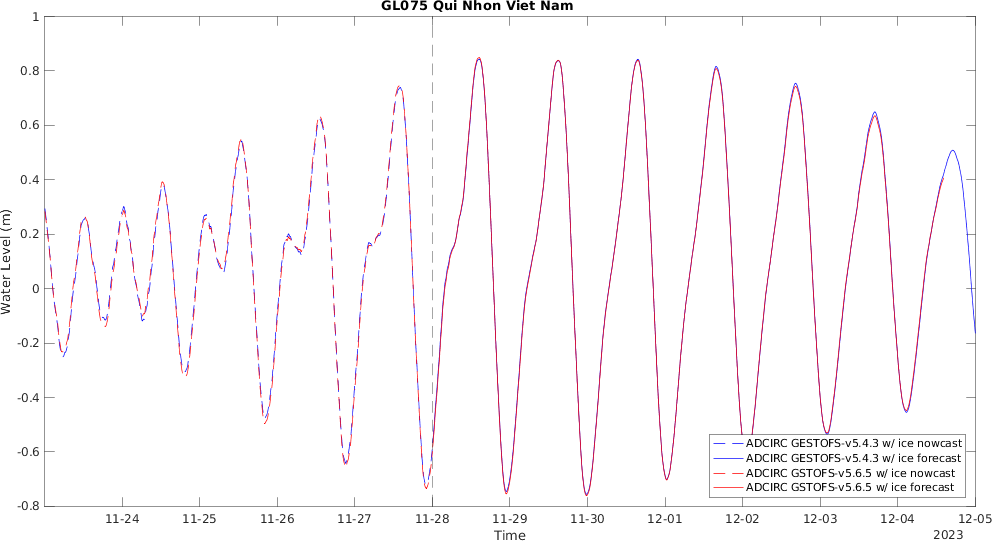 GL075 Qui Nhon Viet Nam
Water Level (m)
1
0.8
0.6
0.4
0.2
0
-0.2
-0.4
-0.6
-0.8
ADCIRC GESTOFS-v5.4.3 w/ ice nowcast
ADCIRC GESTOFS-v5.4.3 w/ ice forecast
ADCIRC GSTOFS-v5.6.5 w/ ice nowcast
ADCIRC GSTOFS-v5.6.5 w/ ice forecast
11-24 11-25 11-26 11-27 11-28 11-29 11-30 12-01 12-02 12-03 12-04 12-05
Time
2023